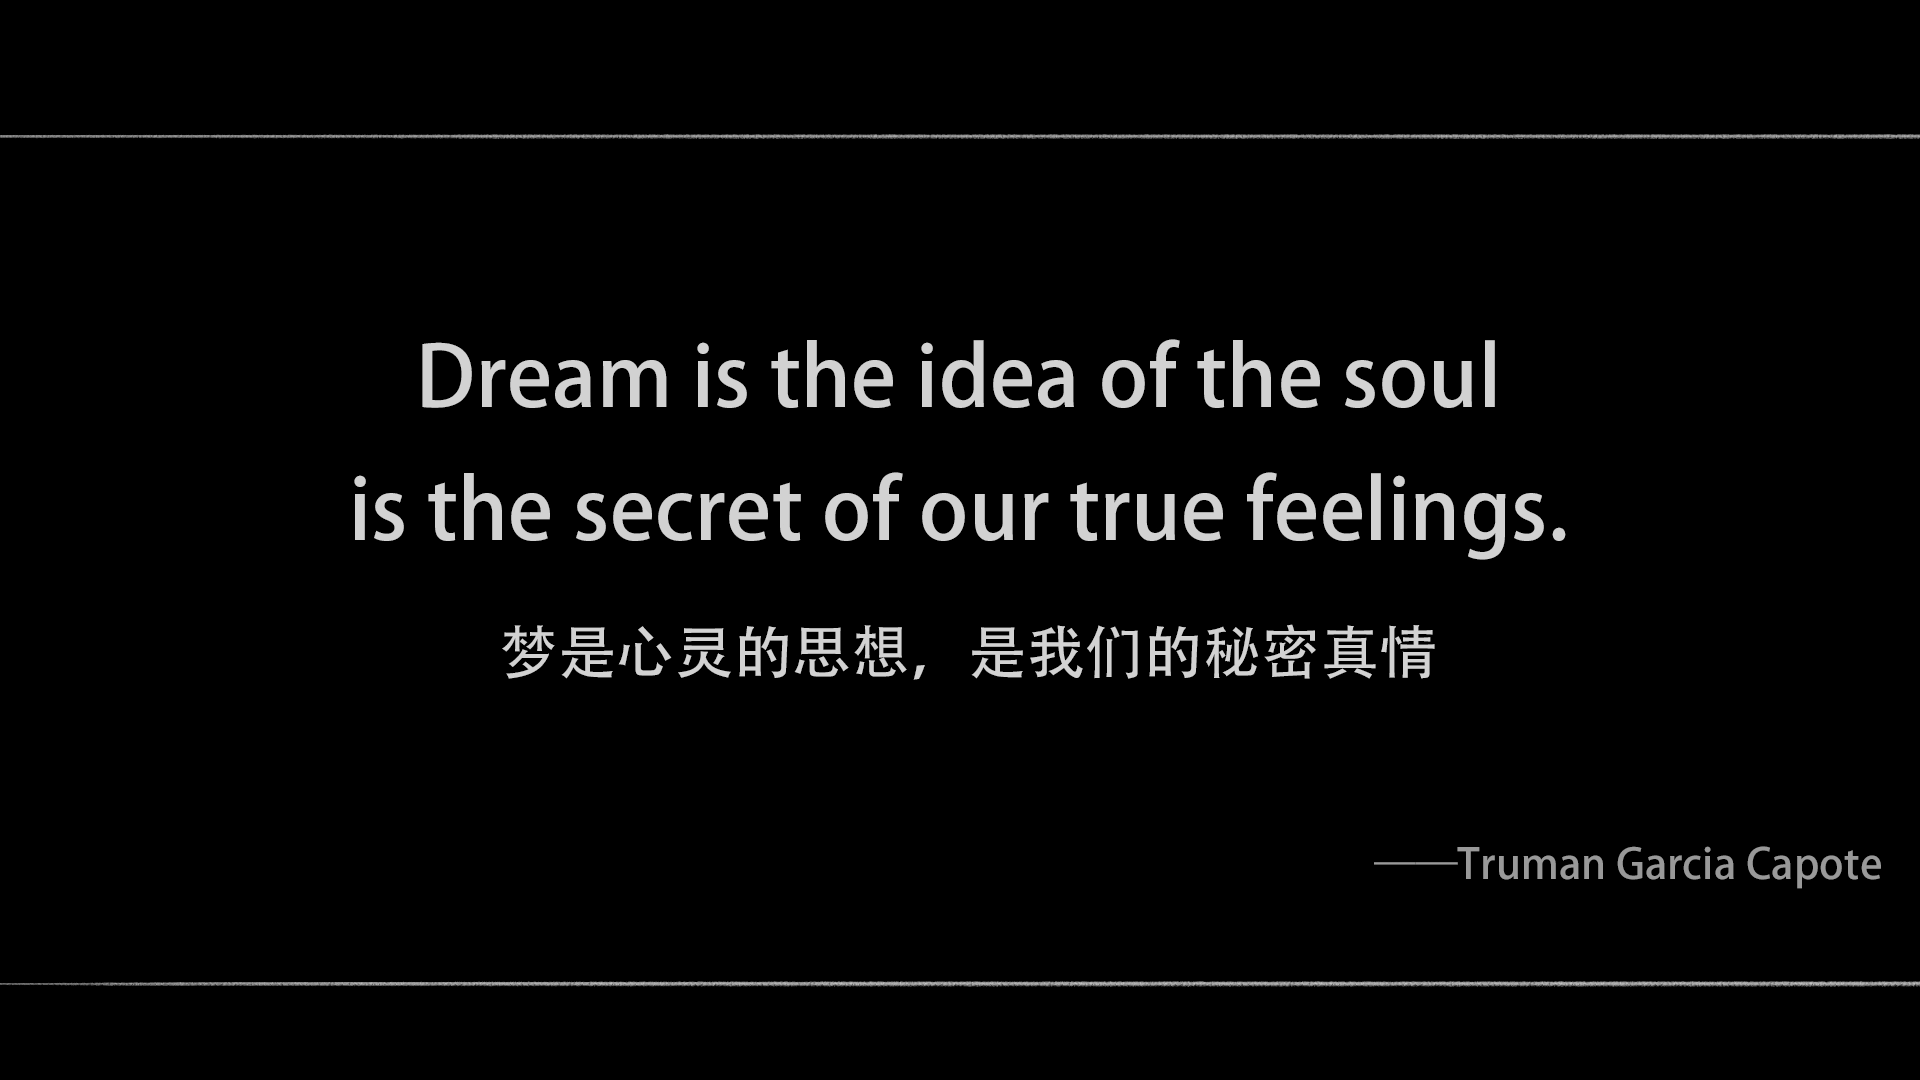 Dream is the idea of the soul
is the secret of our true feelings.
梦是心灵的思想，是我们的秘密真情
——Truman Garcia Capote